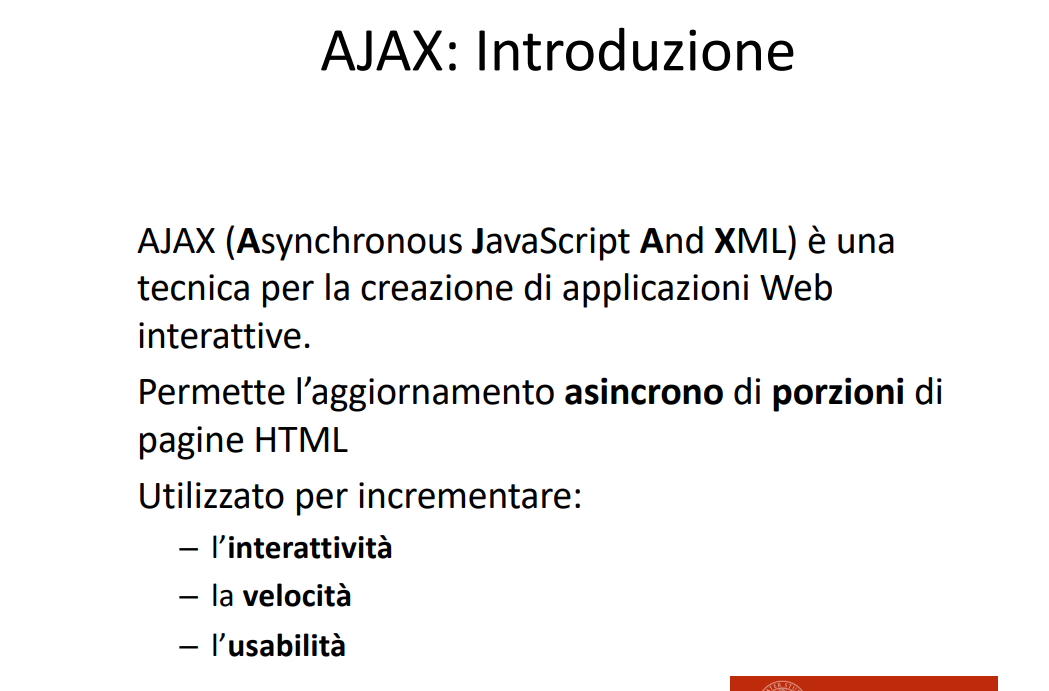 AJAX: Introduzione
AJAX (Asynchronous JavaScript And XML) è una
tecnica per la creazione di applicazioni Web
interattive.
Permette l’aggiornamento asincrono di porzioni di
pagine HTML
Utilizzato per incrementare:
– l’interattività
– la velocità
– l’usabilità